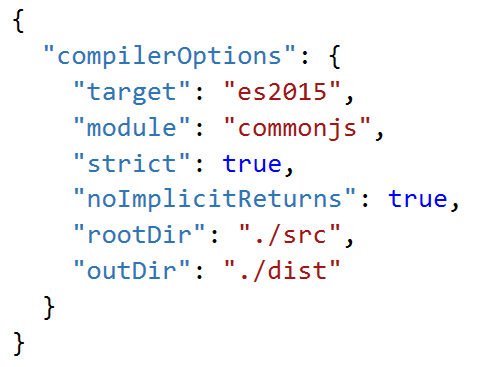 {
  "compilerOptions": {
    "target": "es2015",
    "module": "commonjs",
    "strict": true,
    "noImplicitReturns": true,
    "rootDir": "./src",
    "outDir": "./dist"
  }
}